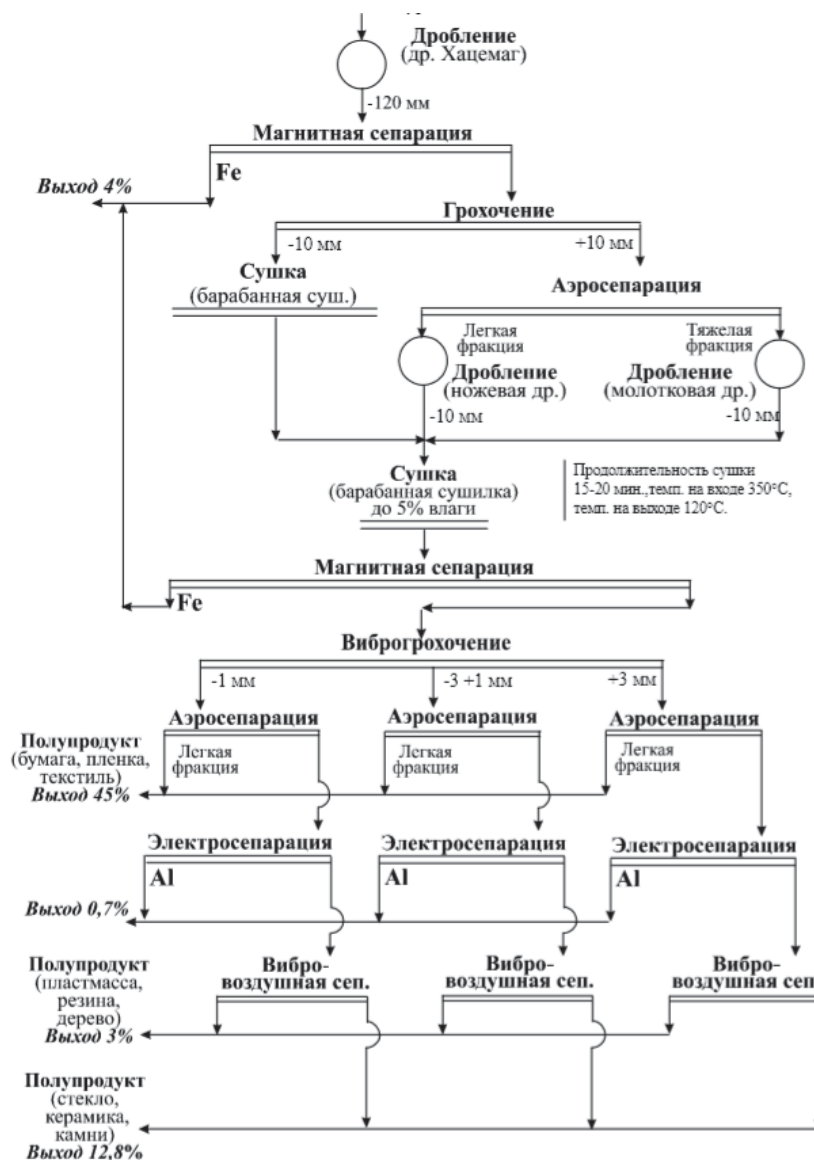 Дробление
(др. Хацемаг)
-120 мм
Магнитная сепарация
Fe
Выход 4%
Грохочение
-10 мм
+10 мм
Сушка
(барабанная суш.)
Аэросепарация
Легкая
фракция
Тяжелая
фракция
Дробление
(ножевая др.)
Дробление
(молотковая др.)
-10 мм
-10 мм
Сушка
(барабанная сушилка)
до 5% влаги
Продолжительность сушки
15-20 мин.,темп. на входе 350°С,
темп. на выходе 120°С.
Магнитная сепарация
Fe
Виброгрохочение
-1 мм
-3 +1 мм
+3 мм
Аэросепарация
Аэросепарация
Аэросепарация
Полупродукт
(бумага, пленка,
текстиль)
Выход 45%
Легкая
фракция
Легкая
фракция
Легкая
фракция
Электросепарация
Электросепарация
Электросепарация
Al
Al
Al
Выход 0,7%
Полупродукт
(пластмасса,
резина,
дерево)
Выход 3%
Вибро-
воздушная сеп.
Вибро-
воздушная сеп.
Вибро-
воздушная сеп
Полупродукт
(стекло,
керамика,
камни)
Выход 12,8%